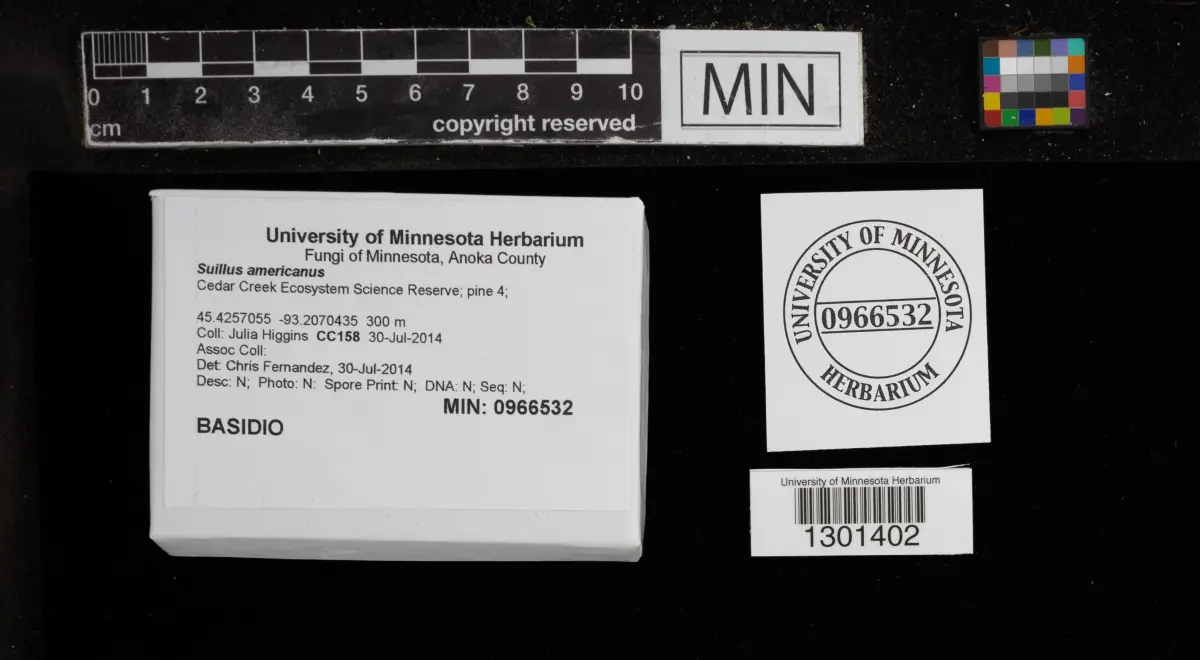 0 1 2 3 4 5 6 7 8 9 10
cm
copyright reserved
MIN
University of Minnesota Herbarium
Fungi of Minnesota, Anoka County
Suillus americanus
Cedar Creek Ecosystem Science Reserve; pine 4;
45.4257055 -93.2070435 300 m
Coll: Julia Higgins CC158 30-Jul-2014
Assoc Coll:
Det: Chris Fernandez, 30-Jul-2014
Desc: N; Photo: N: Spore Print: N; DNA: N; Seq: N;
MIN: 0966532
BASIDIO
UNIVERSITY OF MINNESOTA
0966532
HERBARIUM
University of Minnesota Herbarium
1301402